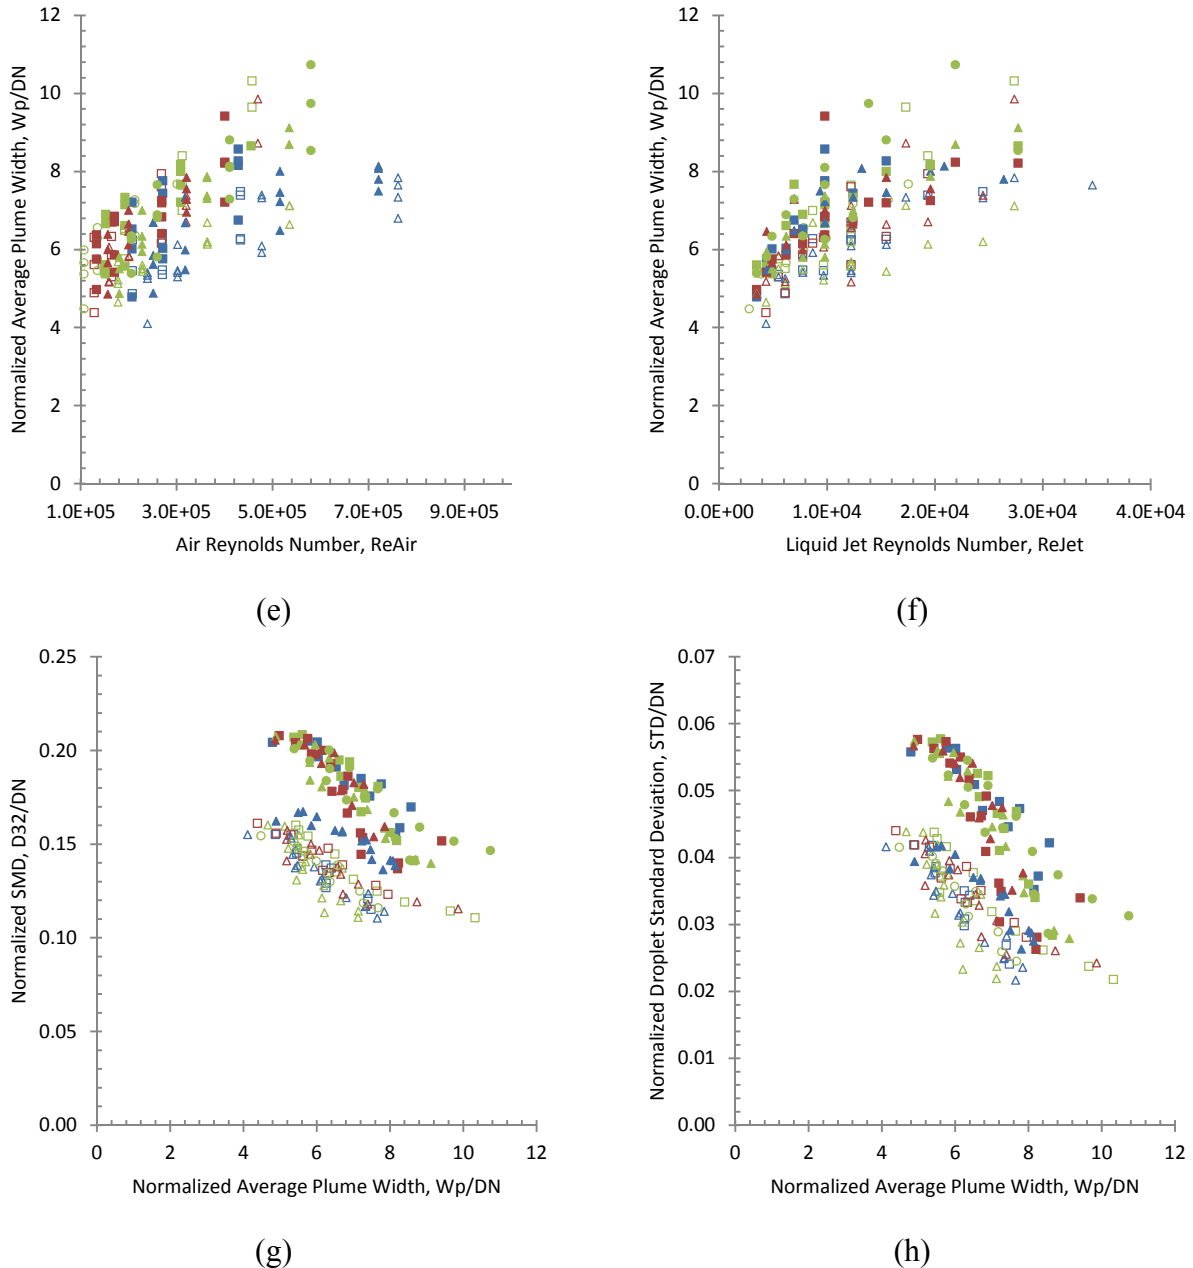 12
10
8
6
4
2
0
Normalized Average Plume Width, Wp/DN
1.0E+05 3.0E+05 5.0E+05 7.0E+05 9.0E+05
Air Reynolds Number, ReAir
(e)
12
10
8
6
4
2
0
Normalized Average Plume Width, Wp/DN
0.0E+00 1.0E+04 2.0E+04 3.0E+04 4.0E+04
Liquid Jet Reynolds Number, ReJet
(f)
0.25
0.20
0.15
0.10
0.05
0.00
Normalized SMD, D32/DN
0 2 4 6 8 10 12
Normalized Average Plume Width, Wp/DN
(g)
0.07
0.06
0.05
0.04
0.03
0.02
0.01
0.00
Normalized Droplet Standard Deviation, STD/DN
0 2 4 6 8 10 12
Normalized Average Plume Width, Wp/DN
(h)